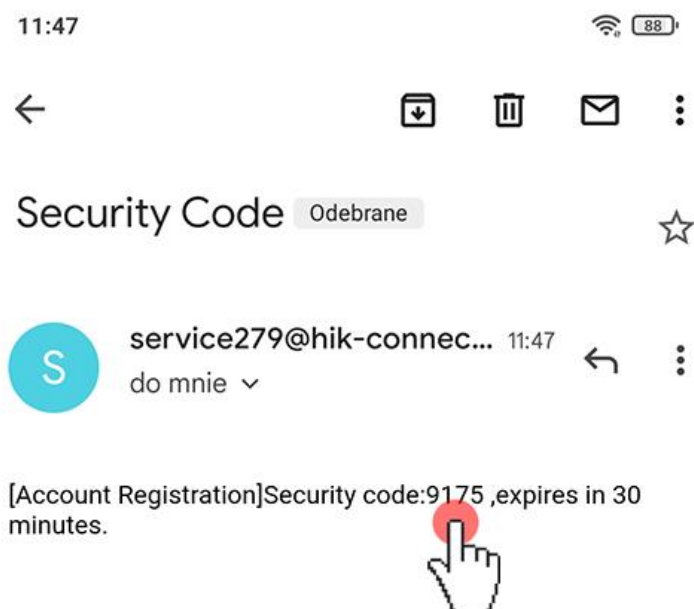 11:47
88
Security Code Odebrane
S
service279@hik-connec... 11:47
do mnie
[Account Registration]Security code:9175 ,expires in 30
minutes.